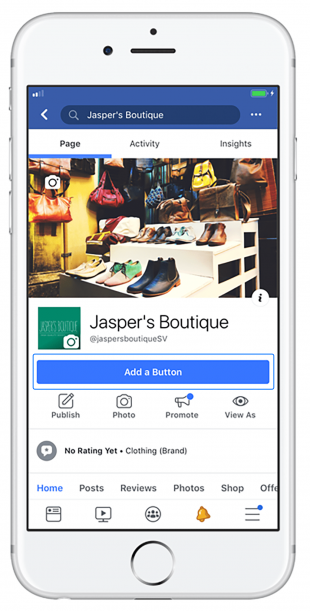 Jasper's Boutique
•••
Page Activity Insights
i
JASPER'S BOUTIQUE
Jasper's Boutique
@jaspersboutiqueSV
Add a Button
Publish Photo Promote View As
No Rating Yet • Clothing (Brand)
Home Posts Reviews Photos Shop Offe